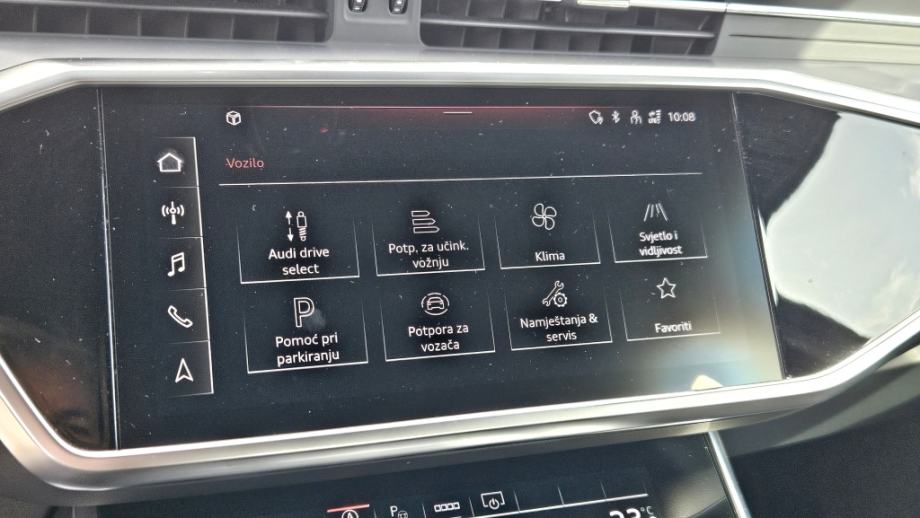 10:08
Vozilo
Audi drive
select
Potp. za učink.
vožnju
Klima
Svjetlo i
vidljivost
P
Pomoć pri
parkiranju
Potpora za
vozača
Namještanja &
servis
Favoriti
P
°C